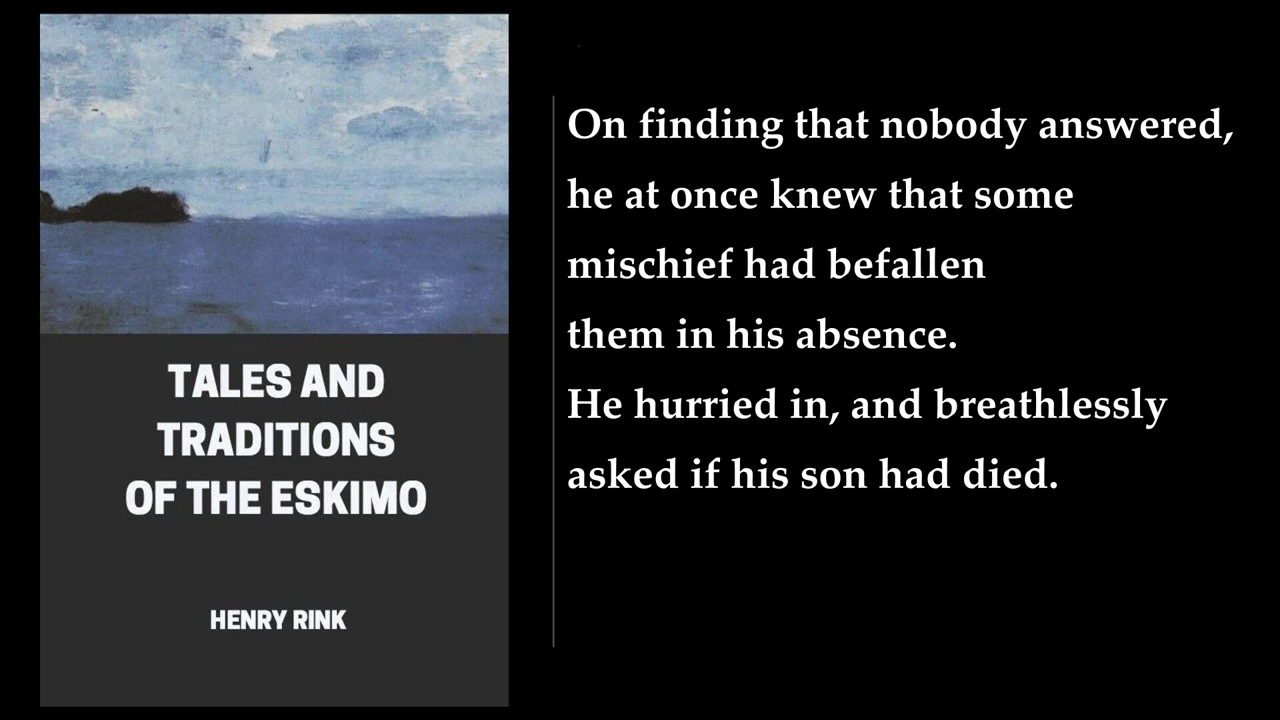 TALES AND
TRADITIONS
OF THE ESKIMO
HENRY RINK
On finding that nobody answered,
he at once knew that some
mischief had befallen
them in his absence.
He hurried in, and breathlessly
asked if his son had died.